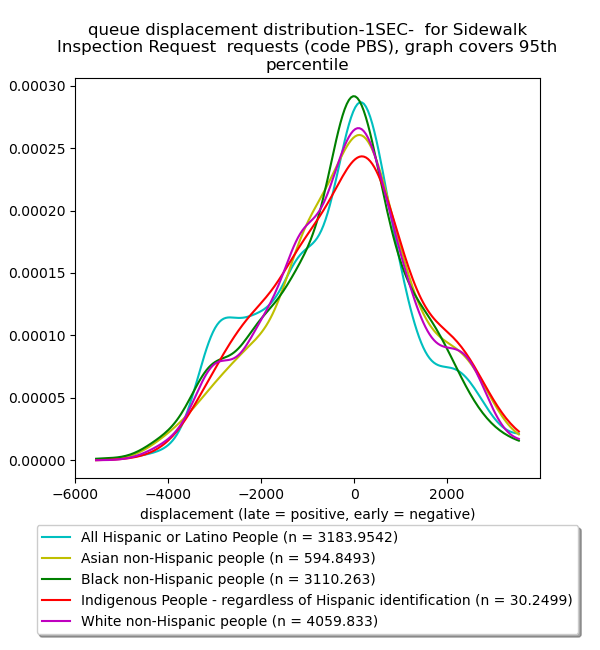 queue displacement distribution-1SEC-  for Sidewalk
Inspection Request  requests (code PBS), graph covers 95th
percentile
0.00030
0.00025
0.00020
0.00015
0.00010
0.00005
0.00000
−6000 −4000 −2000 0 2000
displacement (late = positive, early = negative)
All Hispanic or Latino People (n = 3183.9542)
Asian non-Hispanic people (n = 594.8493)
Black non-Hispanic people (n = 3110.263)
Indigenous People - regardless of Hispanic identification (n = 30.2499)
White non-Hispanic people (n = 4059.833)